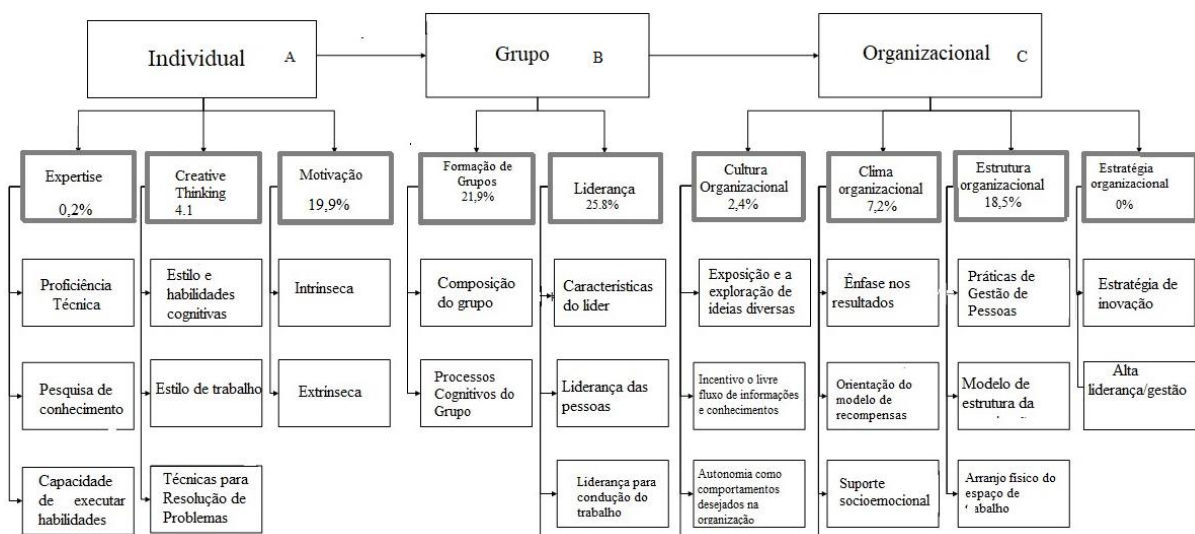 Individual A
Grupo B
Organizacional C
Expertise
0,2%
Creative
Thinking
4.1
Motivação
19,9%
Formação de
Grupos
21,9%
Liderança
25.8%
Cultura
Organizacional
2,4%
Clima
organizacional
7,2%
Estrutura
organizacional
18,5%
Estratégia
organizacional
0%
Proficiência
Técnica
Estilo e
habilidades
cognitivas
Intrínseca
Composição
do grupo
Caracteristicas
do lider
Exposição e a
exploração de
ideias diversas
Ênfase nos
resultados
Práticas de
Gestão de
Pessoas
Estratégia de
inovação
Pesquisa de
conhecimento
Estilo de trabalho
Extrínseca
Processos
Cognitivos do
Grupo
Liderança das
pessoas
Incentivo o livre
fluxo de informações
e conhecimentos
Orientação do
modelo de
recompensas
Modelo de
estrutura da
Alta
liderança/gestão
Capacidade
de executar
habilidades
Técnicas para
Resolução de
Problemas
Liderança para
condução do
trabalho
Autonomia como
comportamentos
desejados na
organização
Suporte
socioemocional
Arranjo físico do
espaço de
trabalho